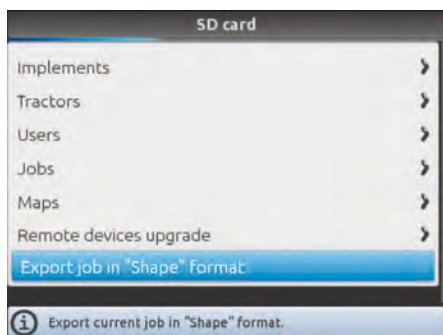 SD card
Implements
Tractors
Users
Jobs
Maps
Remote devices upgrade
Export job in "Shape" format
Export current job in "Shape" format.